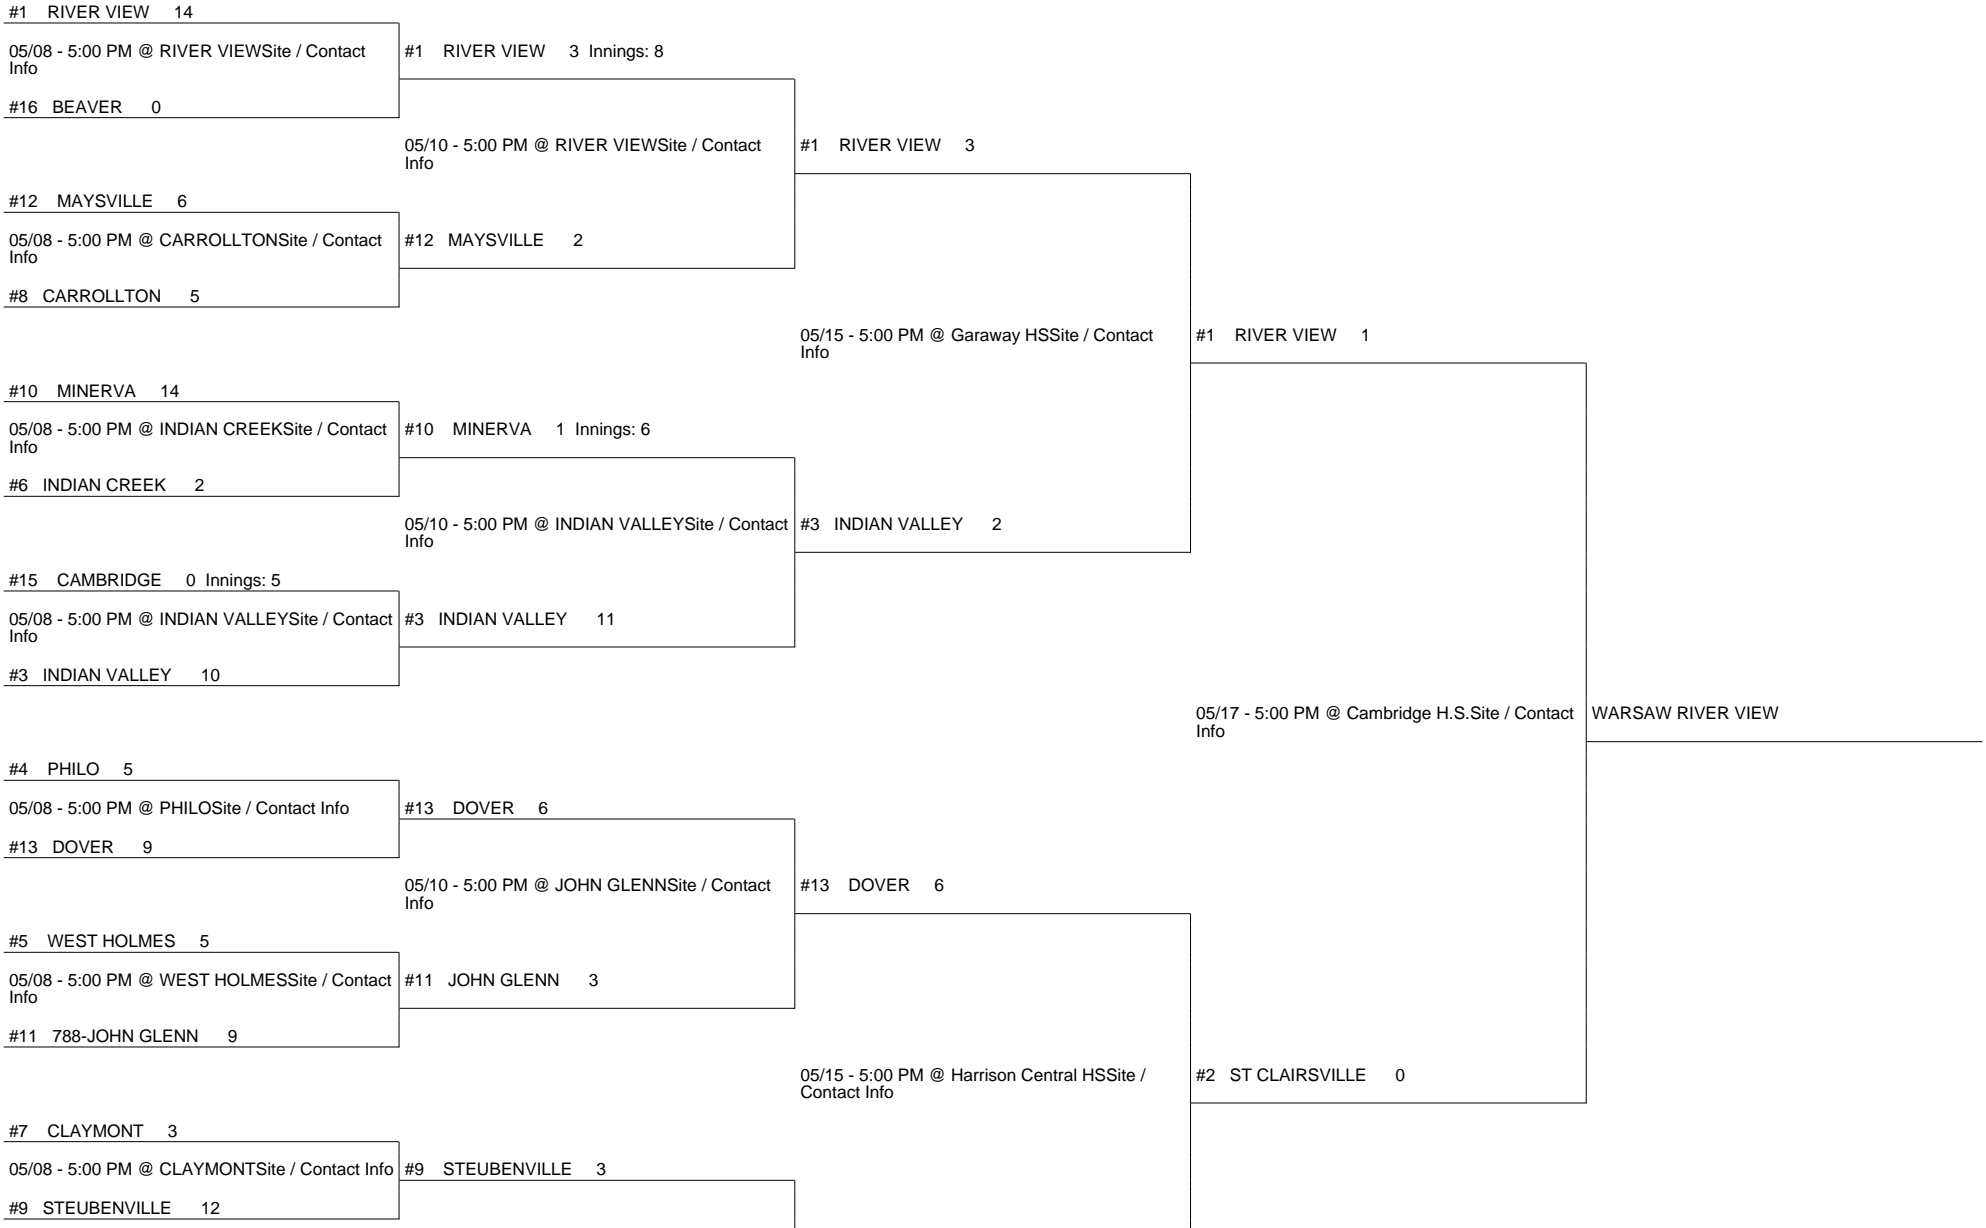 #1 RIVER VIEW 14
05/08 - 5:00 PM @ RIVER VIEWSite / Contact
Info
#16 BEAVER 0
#1 RIVER VIEW 3 Innings: 8
05/10 - 5:00 PM @ RIVER VIEWSite / Contact
Info
#1 RIVER VIEW 3
#12 MAYSVILLE 6
05/08 - 5:00 PM @ CARROLLTONSite / Contact
Info
#8 CARROLLTON 5
#12 MAYSVILLE 2
05/15 - 5:00 PM @ Garaway HSSite / Contact
Info
#1 RIVER VIEW 1
#10 MINERVA 14
05/08 - 5:00 PM @ INDIAN CREEKSite / Contact
Info
#6 INDIAN CREEK 2
#10 MINERVA 1 Innings: 6
05/10 - 5:00 PM @ INDIAN VALLEYSite / Contact
Info
#3 INDIAN VALLEY 2
#15 CAMBRIDGE 0 Innings: 5
05/08 - 5:00 PM @ INDIAN VALLEYSite / Contact
Info
#3 INDIAN VALLEY 10
#3 INDIAN VALLEY 11
05/17 - 5:00 PM @ Cambridge H.S.Site / Contact
Info
WARSAW RIVER VIEW
#4 PHILO 5
05/08 - 5:00 PM @ PHILOSite / Contact Info
#13 DOVER 9
#13 DOVER 6
05/10 - 5:00 PM @ JOHN GLENNSite / Contact
Info
#13 DOVER 6
#5 WEST HOLMES 5
05/08 - 5:00 PM @ WEST HOLMESSite / Contact
Info
#11 788-JOHN GLENN 9
#11 JOHN GLENN 3
05/15 - 5:00 PM @ Harrison Central HSSite /
Contact Info
#2 ST CLAIRSVILLE 0
#7 CLAYMONT 3
05/08 - 5:00 PM @ CLAYMONTSite / Contact Info
#9 STEUBENVILLE 12
#9 STEUBENVILLE 3